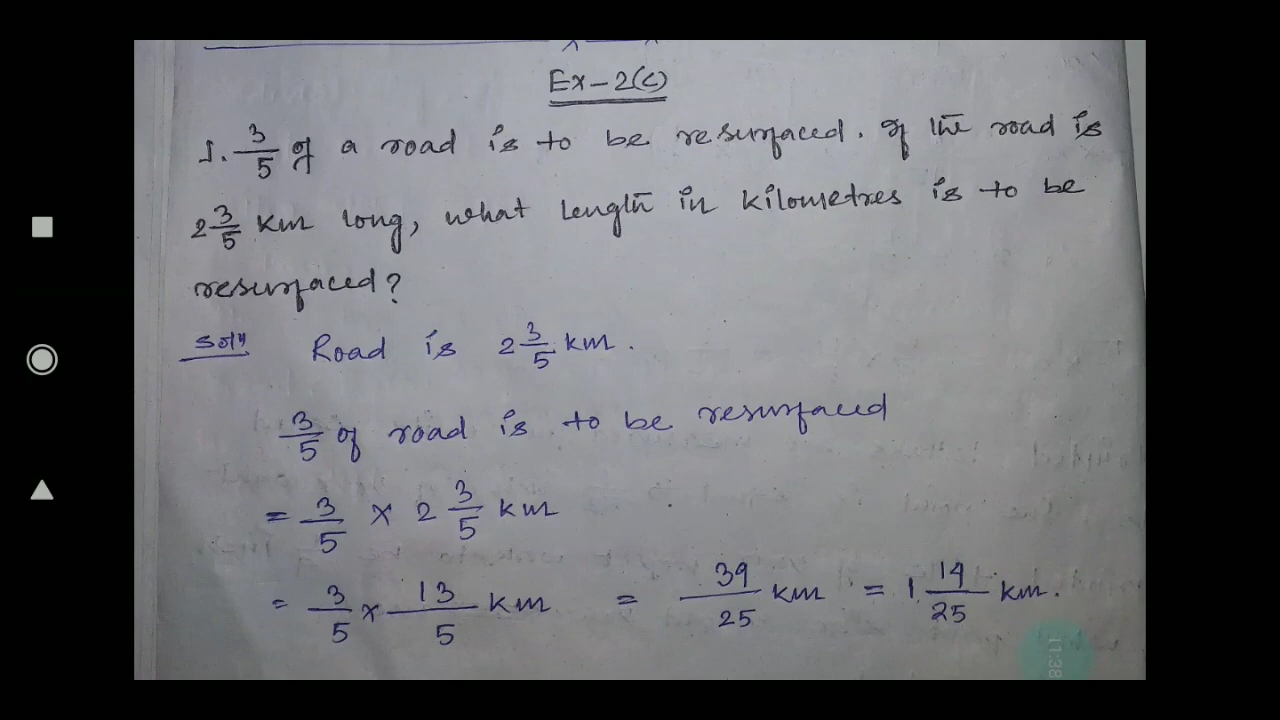 Ex-2(C)
1. 3/5 of a road is to be resurfaced. If the road is
2 3/5 km long, what length in kilometres is to be
resurfaced?
Soln Road is 2 3/5 km.
3/5 of road is to be resurfaced
= 3/5 × 2 3/5 km
= 3/5 × 13/5 km = 39/25 km = 1 14/25 km.
11:38